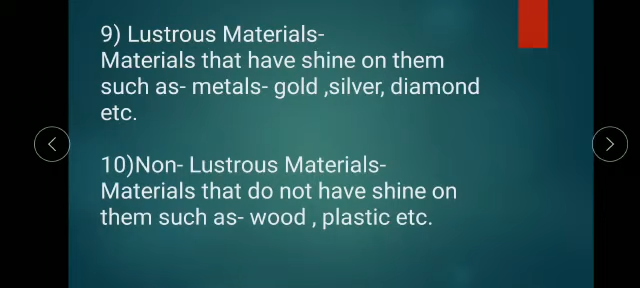 9) Lustrous Materials-
Materials that have shine on them
such as- metals- gold ,silver, diamond
etc.
10)Non- Lustrous Materials-
Materials that do not have shine on
them such as- wood , plastic etc.